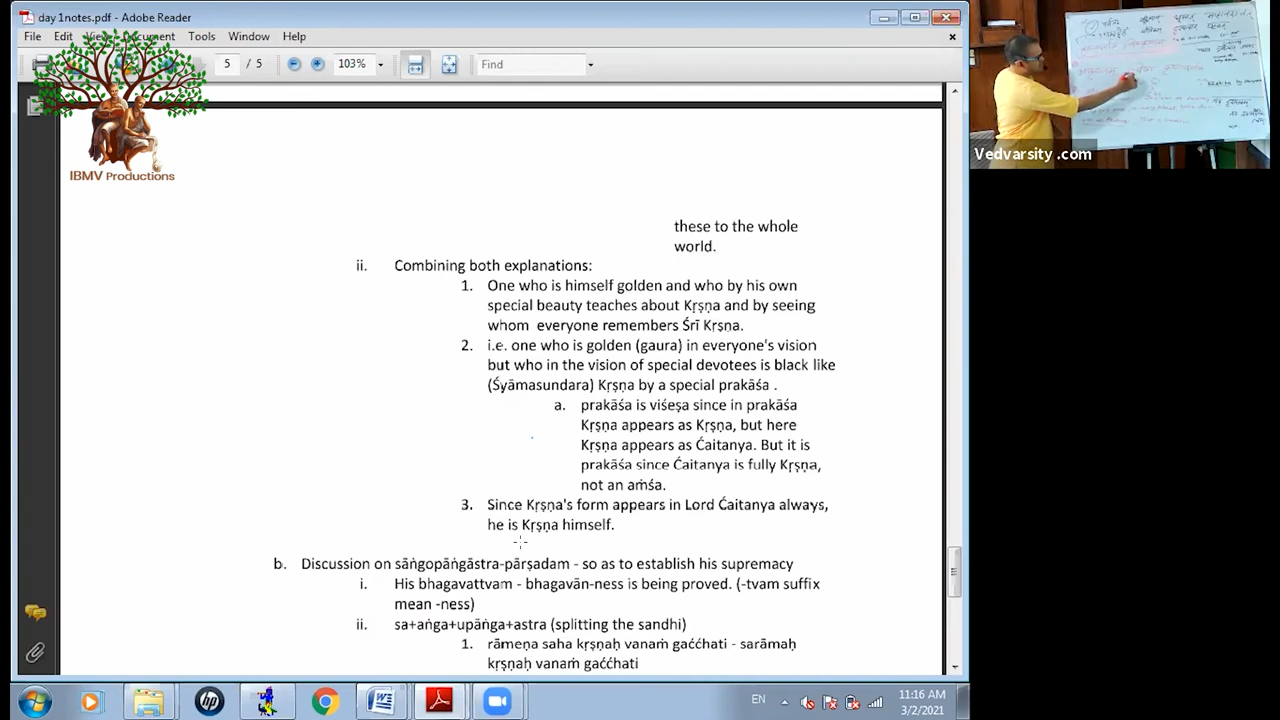 day 1notes.pdf - Adobe Reader
File Edit View Document Tools Window Help
5 / 5 103% Find
IBMV Productions
Vedvarsity .com
these to the whole
world.
ii. Combining both explanations:
1. One who is himself golden and who by his own
special beauty teaches about Kṛṣṇa and by seeing
whom everyone remembers Śrī Kṛṣṇa.
2. i.e. one who is golden (gaura) in everyone's vision
but who in the vision of special devotees is black like
(Śyāmasundara) Kṛṣṇa by a special prakāśa .
a. prakāśa is viśeṣa since in prakāśa
Kṛṣṇa appears as Kṛṣṇa, but here
Kṛṣṇa appears as Ćaitanya. But it is
prakāśa since Ćaitanya is fully Kṛṣṇa,
not an aṁśa.
3. Since Kṛṣṇa's form appears in Lord Ćaitanya always,
he is Kṛṣṇa himself.
b. Discussion on sāṅgopāṅgāstra-pārṣadam - so as to establish his supremacy
i. His bhagavattvam - bhagavān-ness is being proved. (-tvam suffix
mean -ness)
ii. sa+aṅga+upāṅga+astra (splitting the sandhi)
1. rāmeṇa saha kṛṣṇaḥ vanaṁ gaććhati - sarāmaḥ
kṛṣṇaḥ vanaṁ gaććhati
EN
11:16 AM
3/2/2021